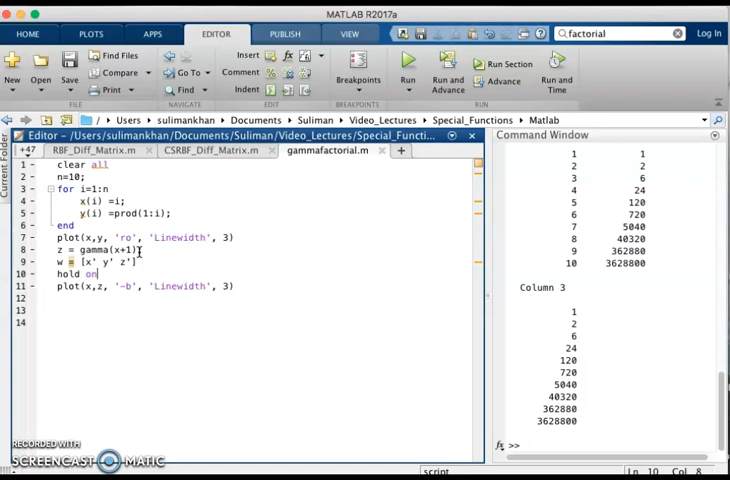 MATLAB R2017a
HOME PLOTS APPS EDITOR PUBLISH VIEW factorial Log In
New Open Save Find Files Compare Print Go To Find Insert fx Comment Indent Breakpoints Run Run and Advance Run Section Advance Run and Time
FILE NAVIGATE EDIT BREAKPOINTS RUN
/ Users sulimankhan Documents Suliman Video_Lectures Special_Functions Matlab
Current Folder
Editor - /Users/sulimankhan/Documents/Suliman/Video_Lectures/Special_Functi...
+47 RBF_Diff_Matrix.m CSRBF_Diff_Matrix.m gammafactorial.m +
1 clear all
2 n=10;
3 for i=1:n
4 x(i) =i;
5 y(i) =prod(1:i);
6 end
7 plot(x,y, 'ro', 'Linewidth', 3)
8 z = gamma(x+1)
9 w = [x' y' z']
10 hold on
11 plot(x,z, '-b', 'Linewidth', 3)
12
13
14
Command Window
1 1
2 2
3 6
4 24
5 120
6 720
7 5040
8 40320
9 362880
10 3628800
Column 3
1
2
6
24
120
720
5040
40320
362880
3628800
fx >>
RECORDED WITH
SCREENCAST MATIC
script Ln 10 Col 8